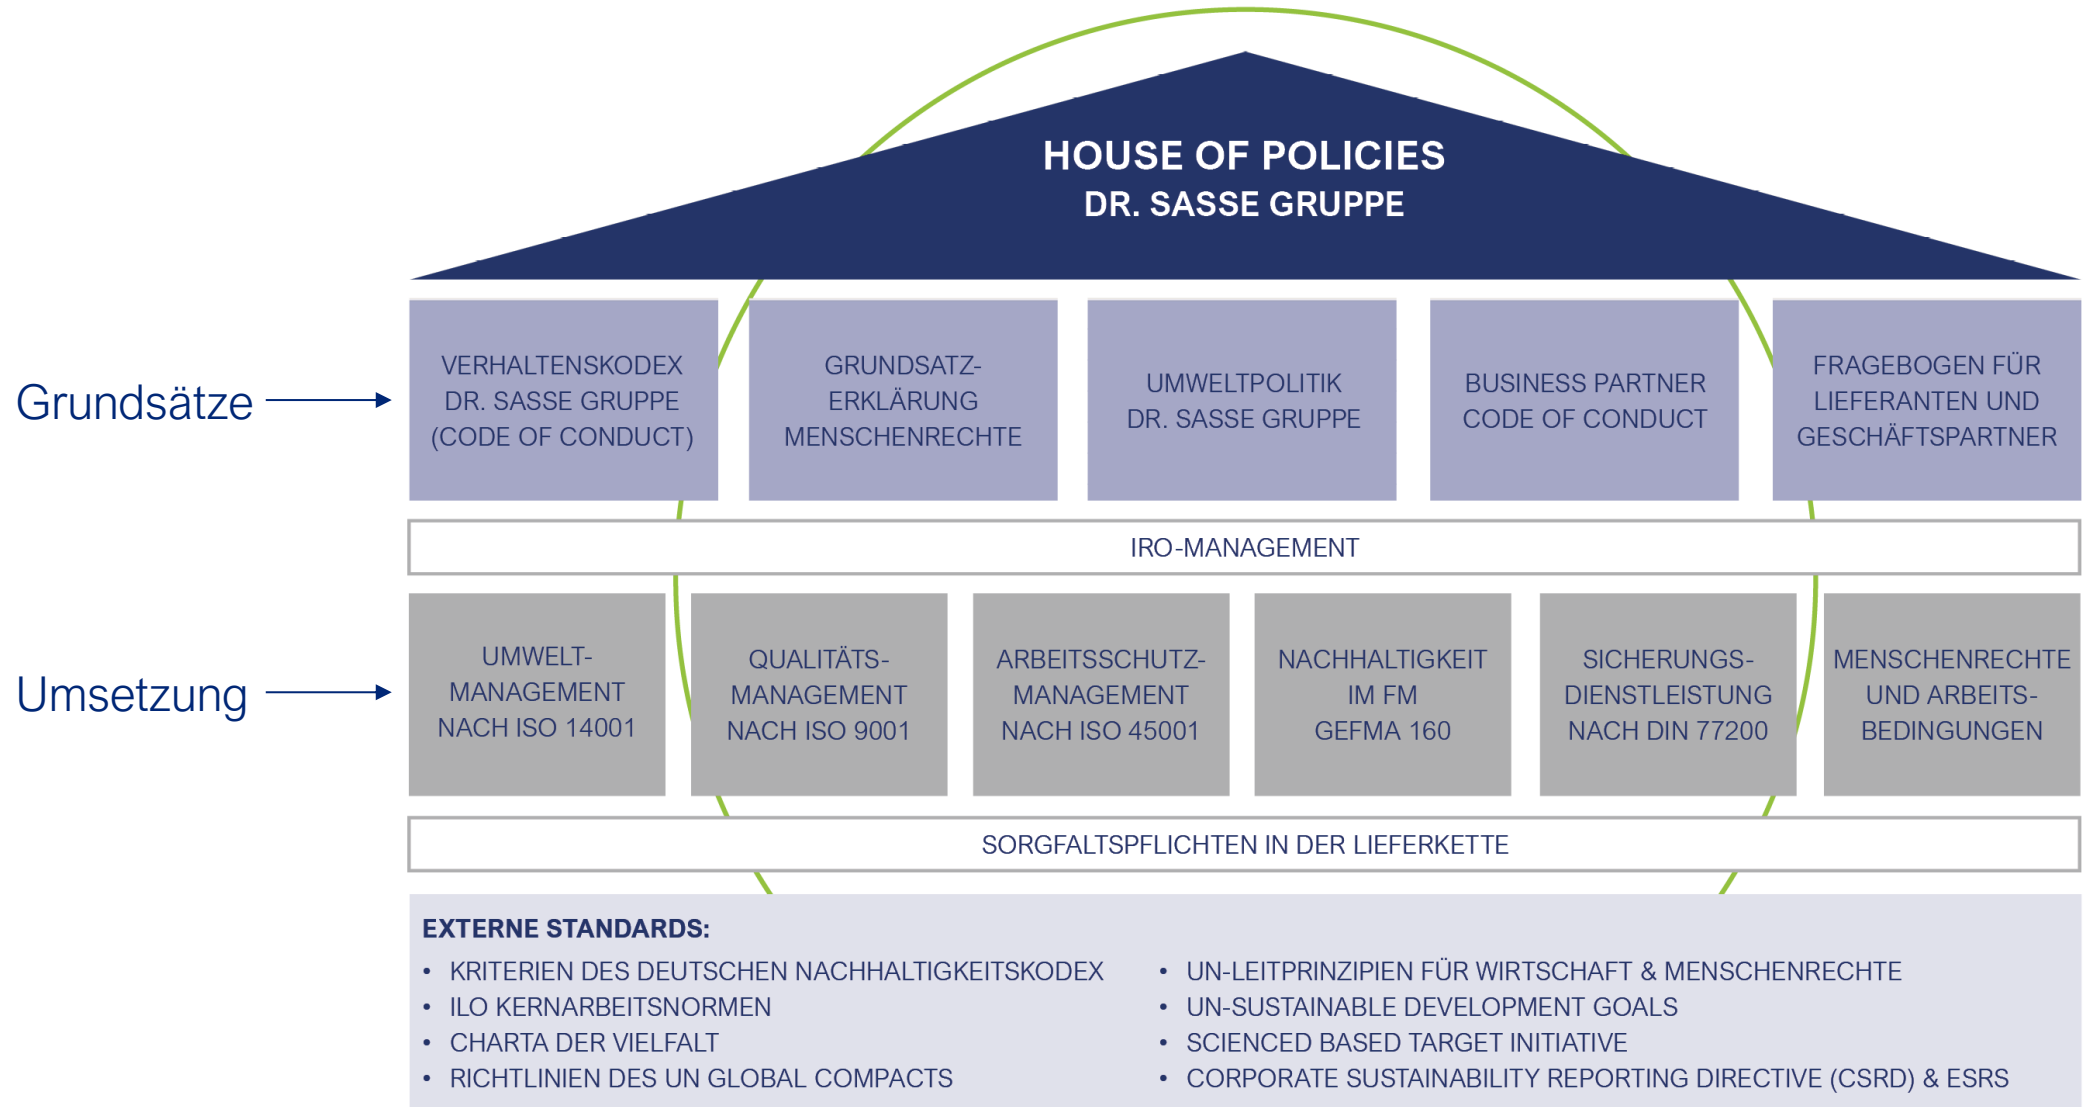 HOUSE OF POLICIES
DR. SASSE GRUPPE
Grundsätze
VERHALTENSKODEX
DR. SASSE GRUPPE
(CODE OF CONDUCT)
GRUNDSATZ-
ERKLÄRUNG
MENSCHENRECHTE
UMWELTPOLITIK
DR. SASSE GRUPPE
BUSINESS PARTNER
CODE OF CONDUCT
FRAGEBOGEN FÜR
LIEFERANTEN UND
GESCHÄFTSPARTNER
IRO-MANAGEMENT
Umsetzung
UMWELT-
MANAGEMENT
NACH ISO 14001
QUALITÄTS-
MANAGEMENT
NACH ISO 9001
ARBEITSSCHUTZ-
MANAGEMENT
NACH ISO 45001
NACHHALTIGKEIT
IM FM
GEFMA 160
SICHERUNGS-
DIENSTLEISTUNG
NACH DIN 77200
MENSCHENRECHTE
UND ARBEITS-
BEDINGUNGEN
SORGFALTSPFLICHTEN IN DER LIEFERKETTE
EXTERNE STANDARDS:
• KRITERIEN DES DEUTSCHEN NACHHALTIGKEITSKODEX
• ILO KERNARBEITSNORMEN
• CHARTA DER VIELFALT
• RICHTLINIEN DES UN GLOBAL COMPACTS
• UN-LEITPRINZIPIEN FÜR WIRTSCHAFT & MENSCHENRECHTE
• UN-SUSTAINABLE DEVELOPMENT GOALS
• SCIENCED BASED TARGET INITIATIVE
• CORPORATE SUSTAINABILITY REPORTING DIRECTIVE (CSRD) & ESRS